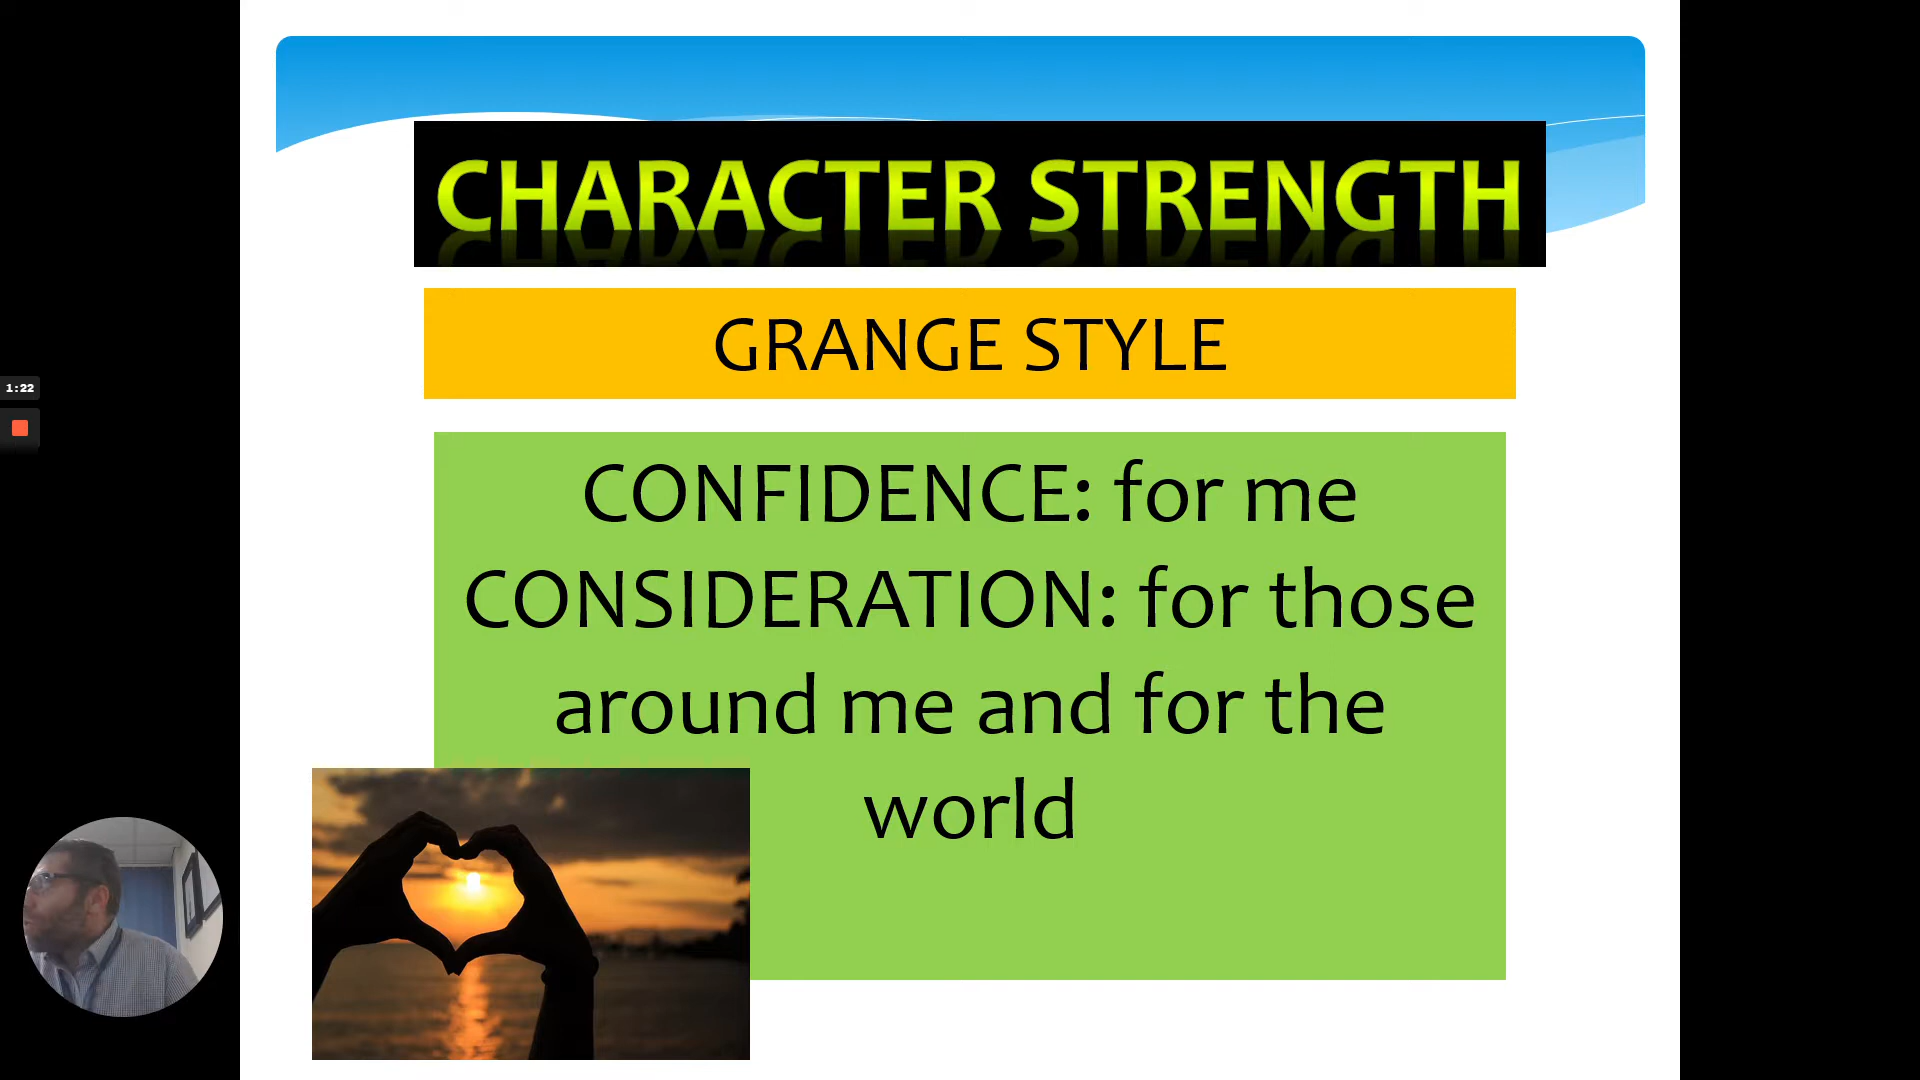 CHARACTER STRENGTH
GRANGE STYLE
CONFIDENCE: for me
CONSIDERATION: for those
around me and for the
world
1:22